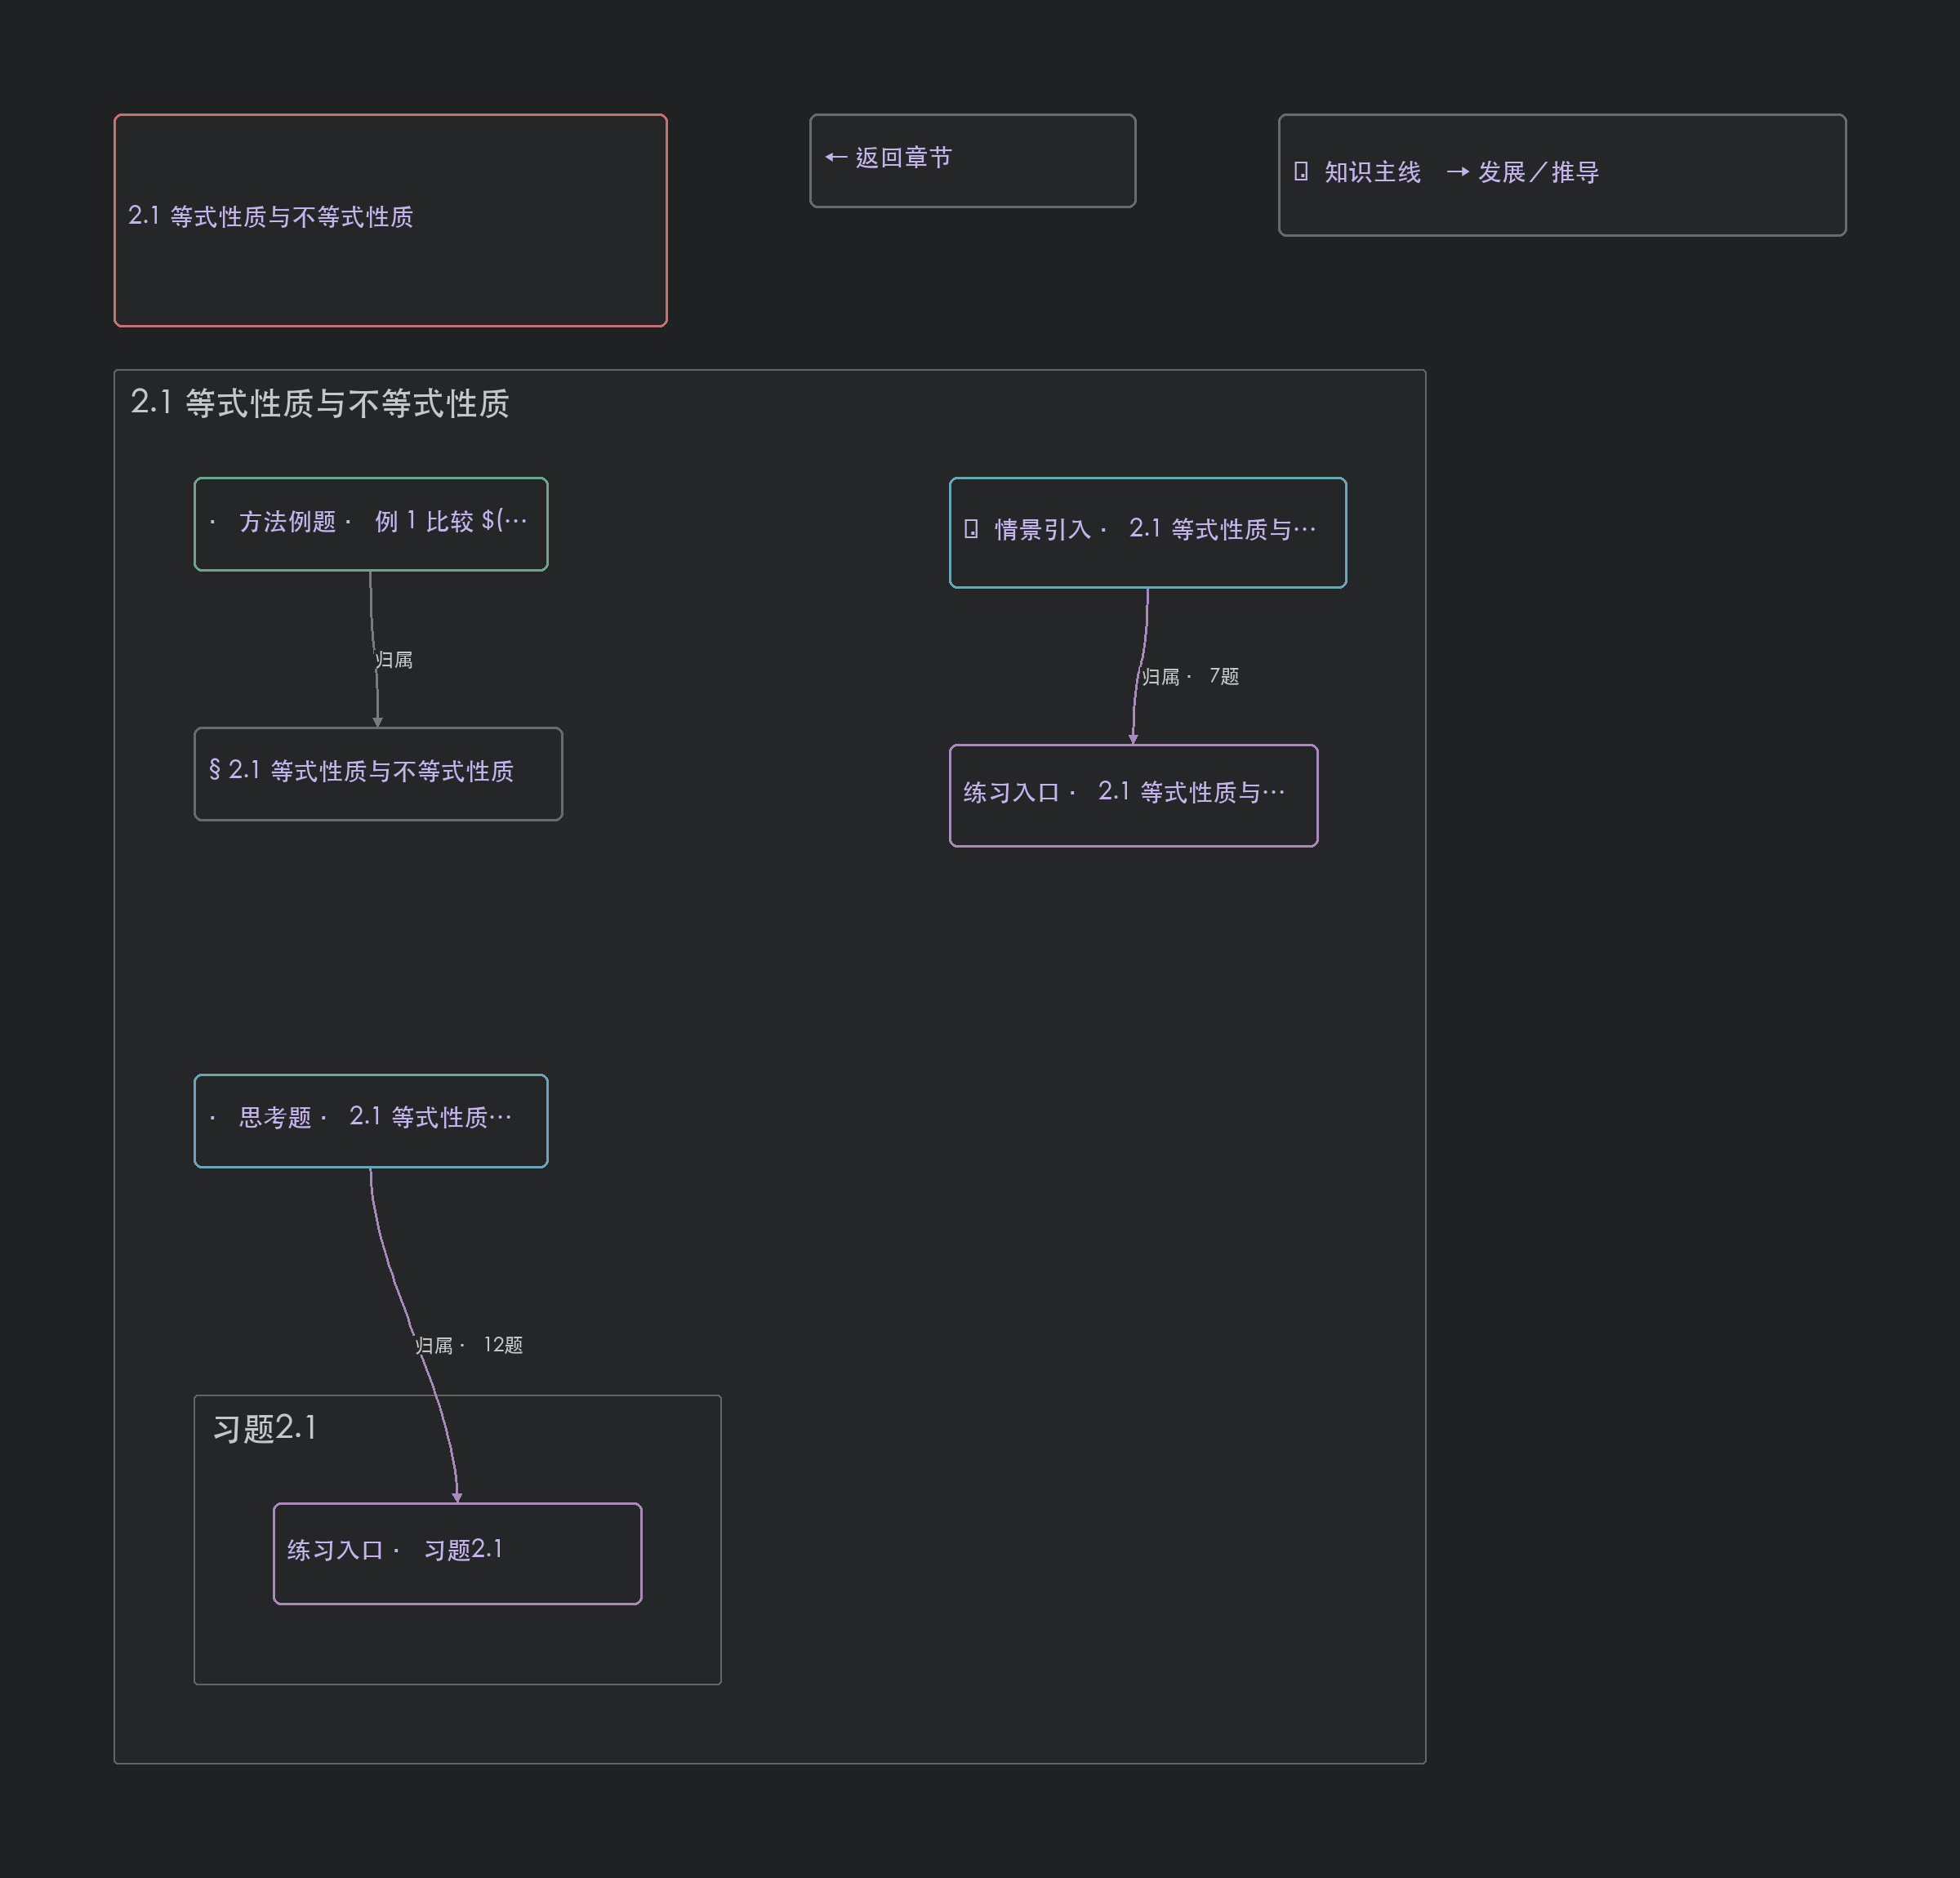 2.1 等式性质与不等式性质
← 返回章节
知识主线 → 发展／推导
2.1 等式性质与不等式性质
· 方法例题 · 例 1 比较 $(…
情景引入 · 2.1 等式性质与…
归属
归属 · 7题
§ 2.1 等式性质与不等式性质
练习入口 · 2.1 等式性质与…
· 思考题 · 2.1 等式性质…
归属 · 12题
习题2.1
练习入口 · 习题2.1